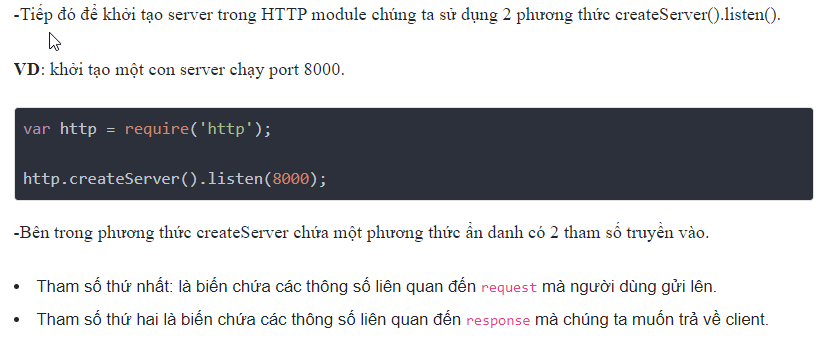 -Tiếp đó để khởi tạo server trong HTTP module chúng ta sử dụng 2 phương thức createServer().listen().
VD: khởi tạo một con server chạy port 8000.
var http = require('http');
http.createServer().listen(8000);
-Bên trong phương thức createServer chứa một phương thức ẩn danh có 2 tham số truyền vào.
• Tham số thứ nhất: là biến chứa các thông số liên quan đến request mà người dùng gửi lên.
• Tham số thứ hai là biến chứa các thông số liên quan đến response mà chúng ta muốn trả về client.